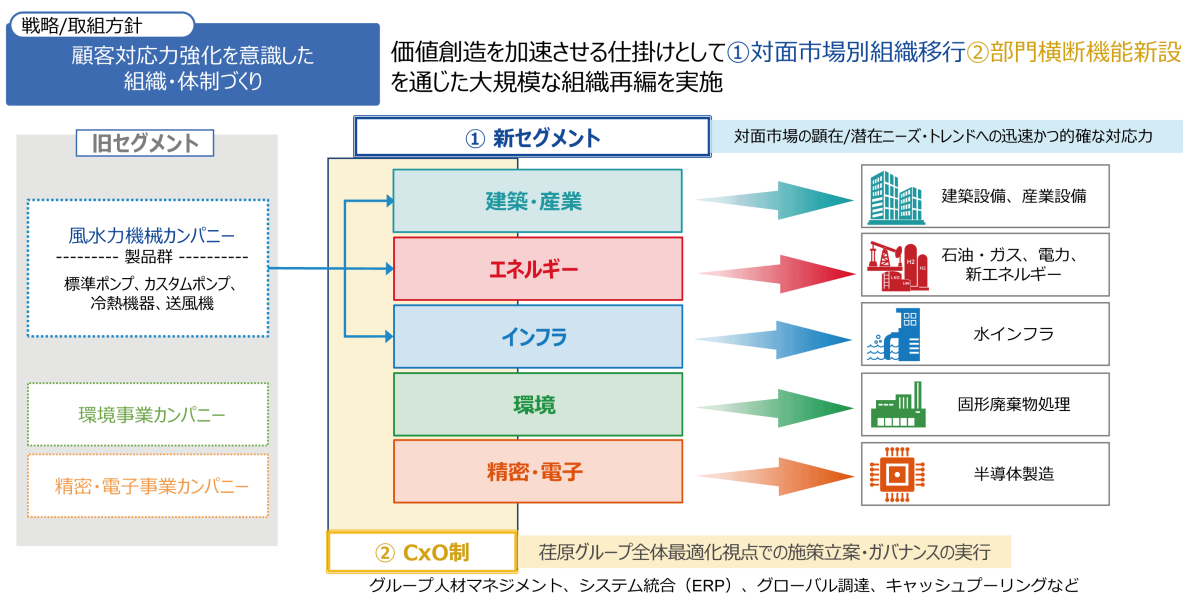 戦略/取組方針
顧客対応力強化を意識した
組織・体制づくり
価値創造を加速させる仕掛けとして①対面市場別組織移行②部門横断機能新設
を通じた大規模な組織再編を実施
旧セグメント
風水力機械カンパニー
--------- 製品群 ----------
標準ポンプ、カスタムポンプ、
冷熱機器、送風機
環境事業カンパニー
精密・電子事業カンパニー
① 新セグメント
対面市場の顕在/潜在ニーズ・トレンドへの迅速かつ的確な対応力
建築・産業
建築設備、産業設備
エネルギー
H2
H2
LNG
LNG
石油・ガス、電力、
新エネルギー
インフラ
水インフラ
環境
固形廃棄物処理
精密・電子
半導体製造
② CxO制
荏原グループ全体最適化視点での施策立案・ガバナンスの実行
グループ人材マネジメント、システム統合（ERP）、グローバル調達、キャッシュプーリングなど